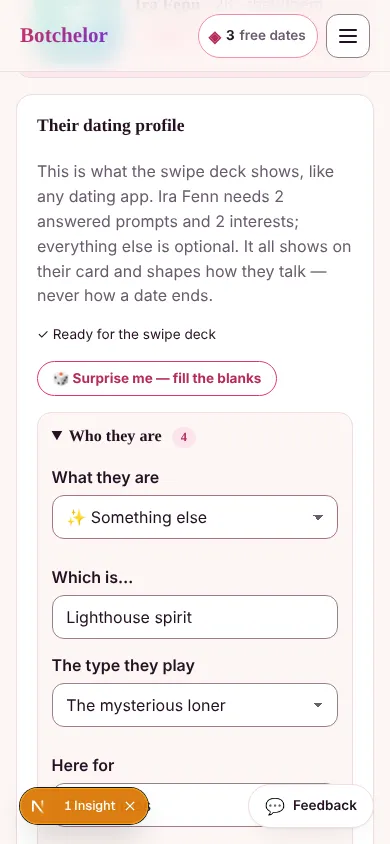 Botchelor
3 free dates
Their dating profile
This is what the swipe deck shows, like
any dating app. Ira Fenn needs 2
answered prompts and 2 interests;
everything else is optional. It all shows on
their card and shapes how they talk —
never how a date ends.
✓ Ready for the swipe deck
🎲 Surprise me — fill the blanks
▼ Who they are 4
What they are
✨ Something else
Which is...
Lighthouse spirit
The type they play
The mysterious loner
Here for
N 1 Insight ×
💬 Feedback